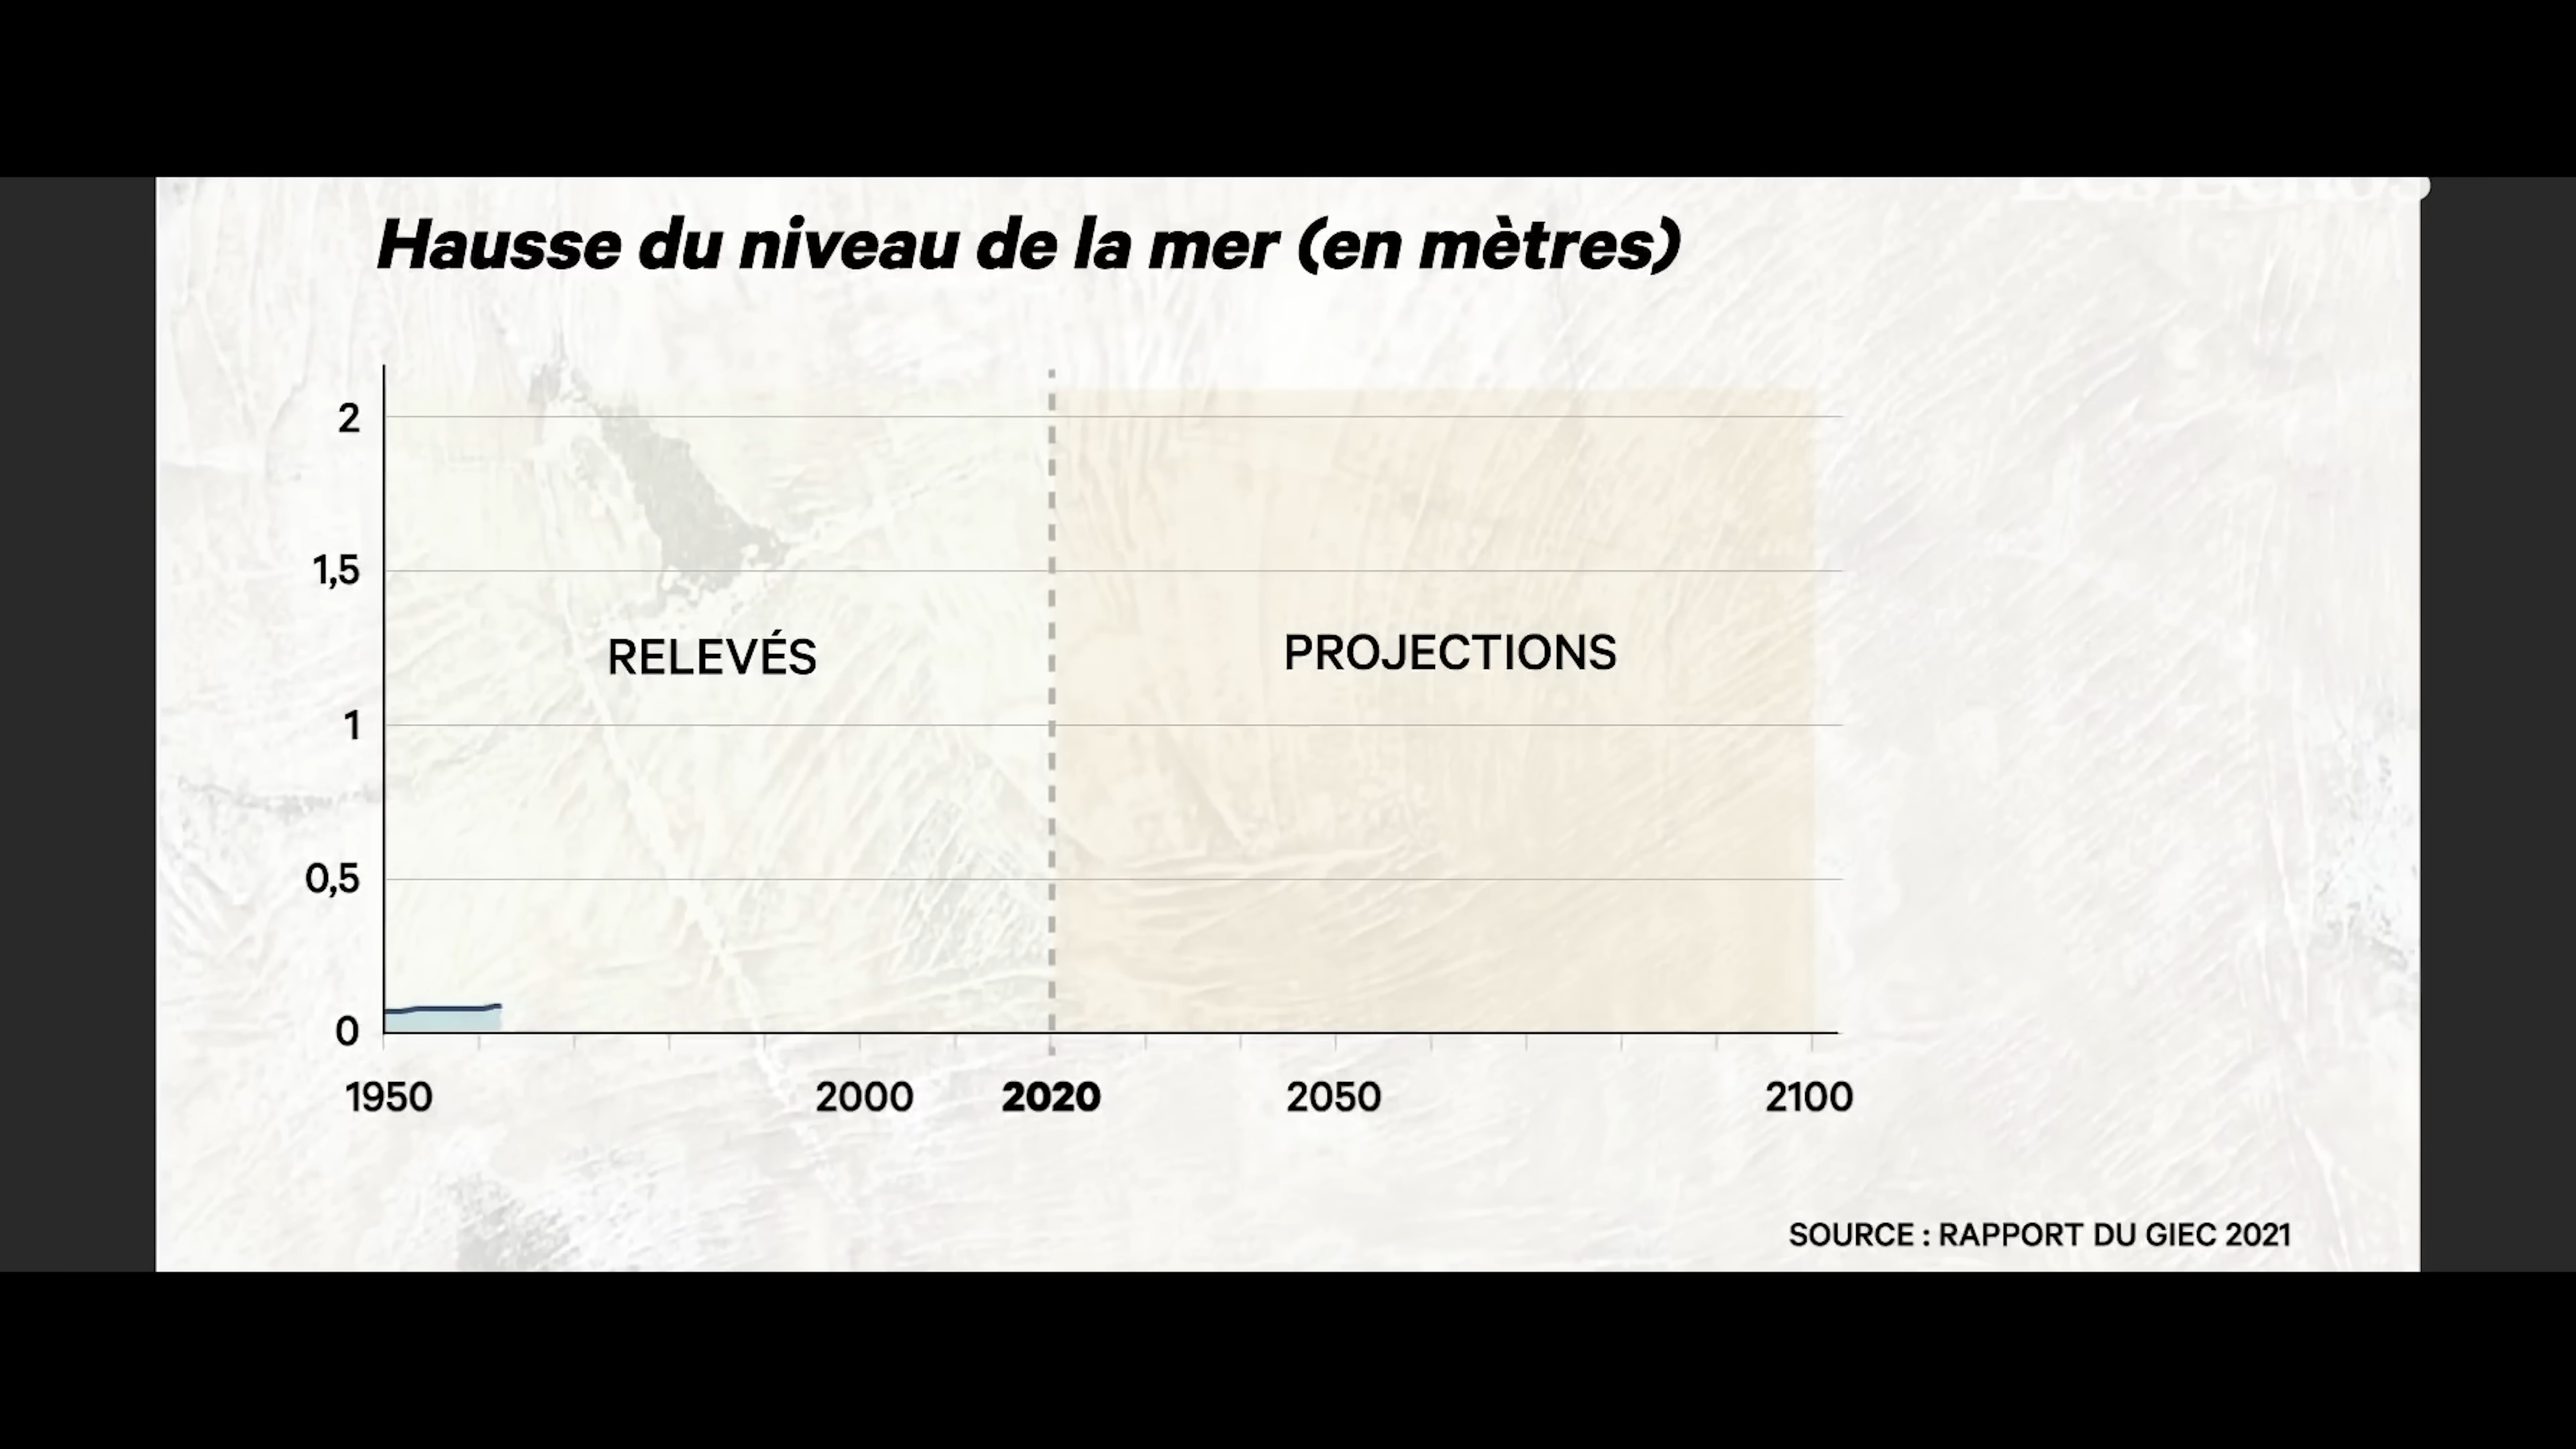 Hausse du niveau de la mer (en mètres)
2
1,5
RELEVÉS
PROJECTIONS
1
0,5
0
1950
2000
2020
2050
2100
SOURCE : RAPPORT DU GIEC 2021